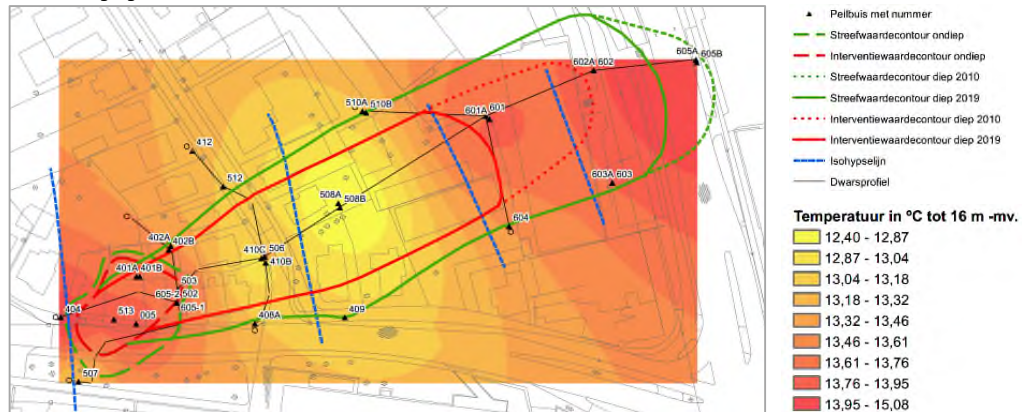 605A 605B
602A 602
510A 510B
601A 601
412
512
603A 603
508A
508B
604
402A
402B
410C
506
410B
401A 401B
503
605-2
502
605-1
404
513
005
408A
409
507
Peilbuis met nummer
Streefwaardecontour ondiep
Interventiewaardecontour ondiep
Streefwaardecontour diep 2010
Streefwaardecontour diep 2019
Interventiewaardecontour diep 2010
Interventiewaardecontour diep 2019
Isohypselijn
Dwarsprofiel
Temperatuur in °C tot 16 m -mv.
12,40 - 12,87
12,87 - 13,04
13,04 - 13,18
13,18 - 13,32
13,32 - 13,46
13,46 - 13,61
13,61 - 13,76
13,76 - 13,95
13,95 - 15,08